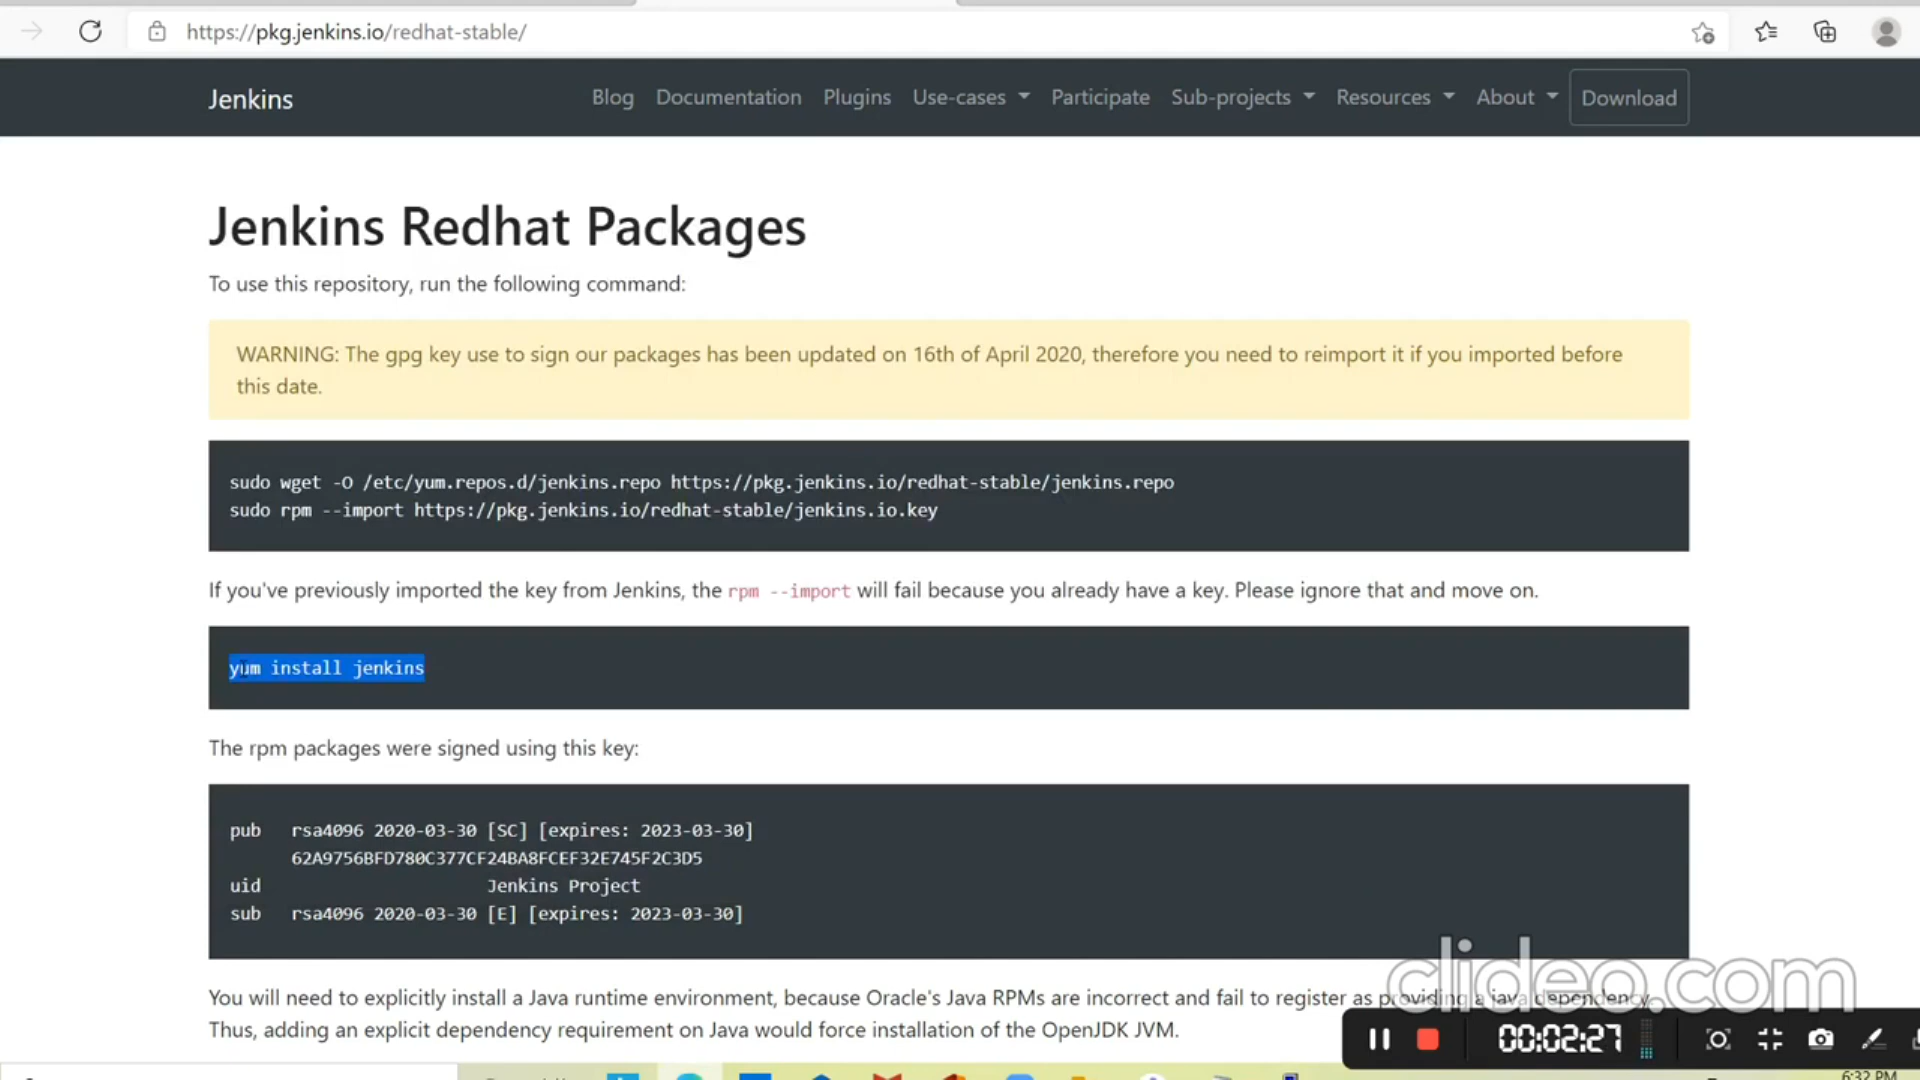 https://pkg.jenkins.io/redhat-stable/
Jenkins
Blog Documentation Plugins Use-cases Participate Sub-projects Resources About Download
Jenkins Redhat Packages
To use this repository, run the following command:
WARNING: The gpg key use to sign our packages has been updated on 16th of April 2020, therefore you need to reimport it if you imported before
this date.
sudo wget -O /etc/yum.repos.d/jenkins.repo https://pkg.jenkins.io/redhat-stable/jenkins.repo
sudo rpm --import https://pkg.jenkins.io/redhat-stable/jenkins.io.key
If you've previously imported the key from Jenkins, the rpm --import will fail because you already have a key. Please ignore that and move on.
yum install jenkins
The rpm packages were signed using this key:
pub rsa4096 2020-03-30 [SC] [expires: 2023-03-30]
62A9756BFD780C377CF24BA8FCEF32E745F2C3D5
uid Jenkins Project
sub rsa4096 2020-03-30 [E] [expires: 2023-03-30]
You will need to explicitly install a Java runtime environment, because Oracle's Java RPMs are incorrect and fail to register as providing a java dependency.
Thus, adding an explicit dependency requirement on Java would force installation of the OpenJDK JVM.
clideo.com
00:02:27
6:32 PM